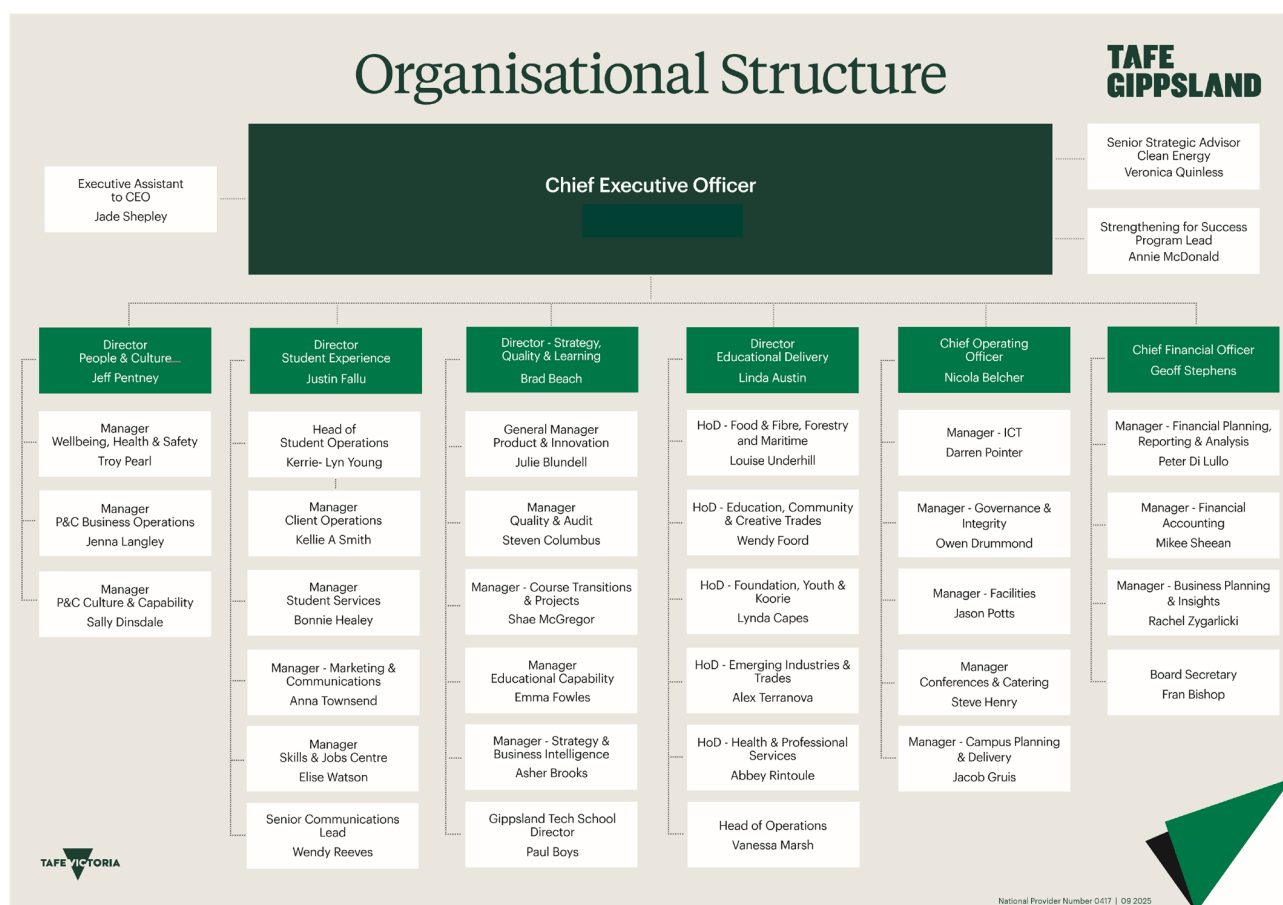 Organisational Structure
TAFE
GIPPSLAND
Chief Executive Officer
Executive Assistant
to CEO
Jade Shepley
Senior Strategic Advisor
Clean Energy
Veronica Quinless
Strengthening for Success
Program Lead
Annie McDonald
Director
People & Culture...
Jeff Pentney
Manager
Wellbeing, Health & Safety
Troy Pearl
Manager
P&C Business Operations
Jenna Langley
Manager
P&C Culture & Capability
Sally Dinsdale
Director
Student Experience
Justin Fallu
Head of
Student Operations
Kerrie- Lyn Young
Manager
Client Operations
Kellie A Smith
Manager
Student Services
Bonnie Healey
Manager - Marketing &
Communications
Anna Townsend
Manager
Skills & Jobs Centre
Elise Watson
Senior Communications
Lead
Wendy Reeves
Director - Strategy,
Quality & Learning
Brad Beach
General Manager
Product & Innovation
Julie Blundell
Manager
Quality & Audit
Steven Columbus
Manager - Course Transitions
& Projects
Shae McGregor
Manager
Educational Capability
Emma Fowles
Manager - Strategy &
Business Intelligence
Asher Brooks
Gippsland Tech School
Director
Paul Boys
Director
Educational Delivery
Linda Austin
HoD - Food & Fibre, Forestry
and Maritime
Louise Underhill
HoD - Education, Community
& Creative Trades
Wendy Foord
HoD - Foundation, Youth &
Koorie
Lynda Capes
HoD - Emerging Industries &
Trades
Alex Terranova
HoD - Health & Professional
Services
Abbey Rintoule
Head of Operations
Vanessa Marsh
Chief Operating
Officer
Nicola Belcher
Manager - ICT
Darren Pointer
Manager - Governance &
Integrity
Owen Drummond
Manager - Facilities
Jason Potts
Manager
Conferences & Catering
Steve Henry
Manager - Campus Planning
& Delivery
Jacob Gruis
Chief Financial Officer
Geoff Stephens
Manager - Financial Planning,
Reporting & Analysis
Peter Di Lullo
Manager - Financial
Accounting
Mikee Sheean
Manager - Business Planning
& Insights
Rachel Zygarlicki
Board Secretary
Fran Bishop
TAFE VICTORIA
National Provider Number 0417 | 09 2025